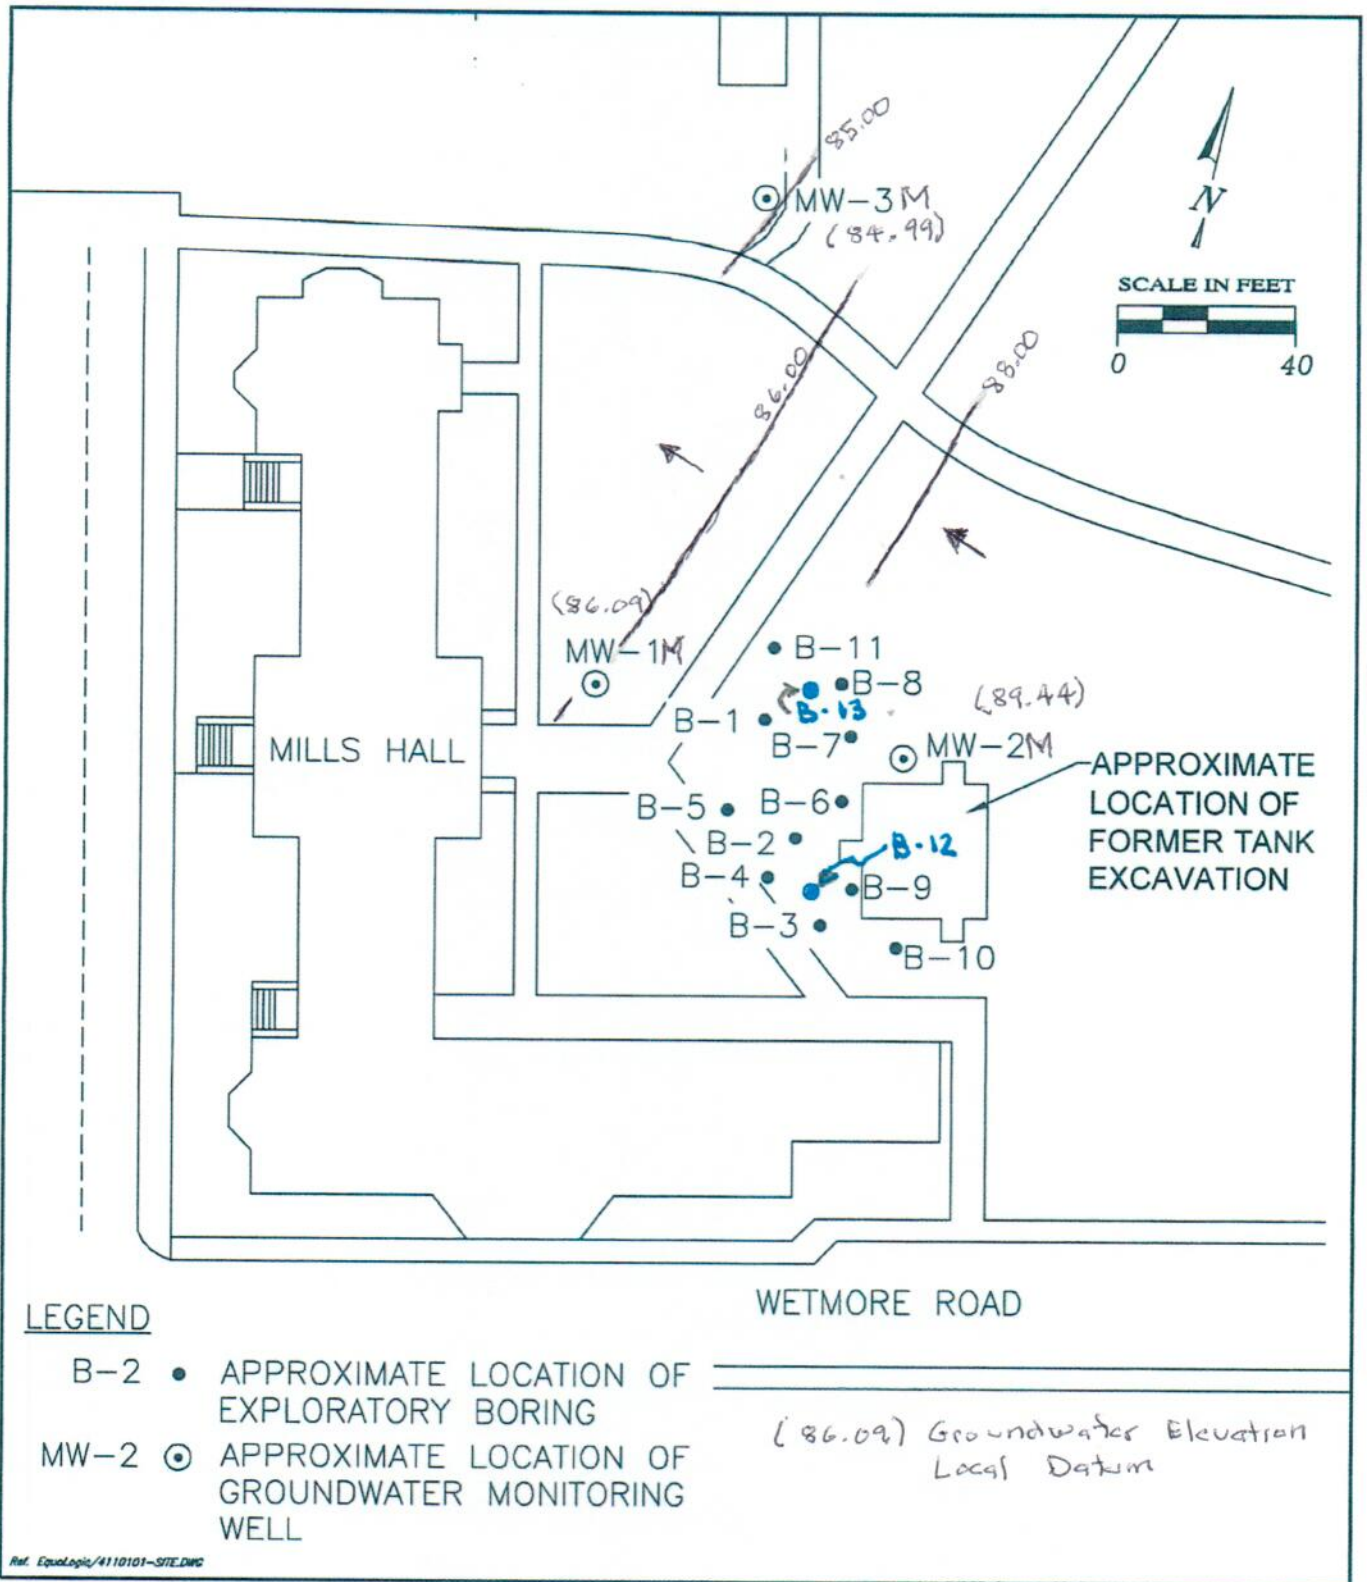 85.00
MW-3M
(84.99)
N
SCALE IN FEET
0 40
86.00
88.00
(86.09)
MW-1M
B-11
B-8
(89.44)
B-1
B-13
B-7
MW-2M
MILLS HALL
APPROXIMATE
LOCATION OF
FORMER TANK
EXCAVATION
B-5
B-6
B-2
B-12
B-4
B-9
B-3
B-10
WETMORE ROAD
LEGEND
B-2 APPROXIMATE LOCATION OF
EXPLORATORY BORING
MW-2 APPROXIMATE LOCATION OF
GROUNDWATER MONITORING
WELL
(86.09) Groundwater Elevation
Local Datum
Ref. EquaLogic/4110101-SITE.DWG